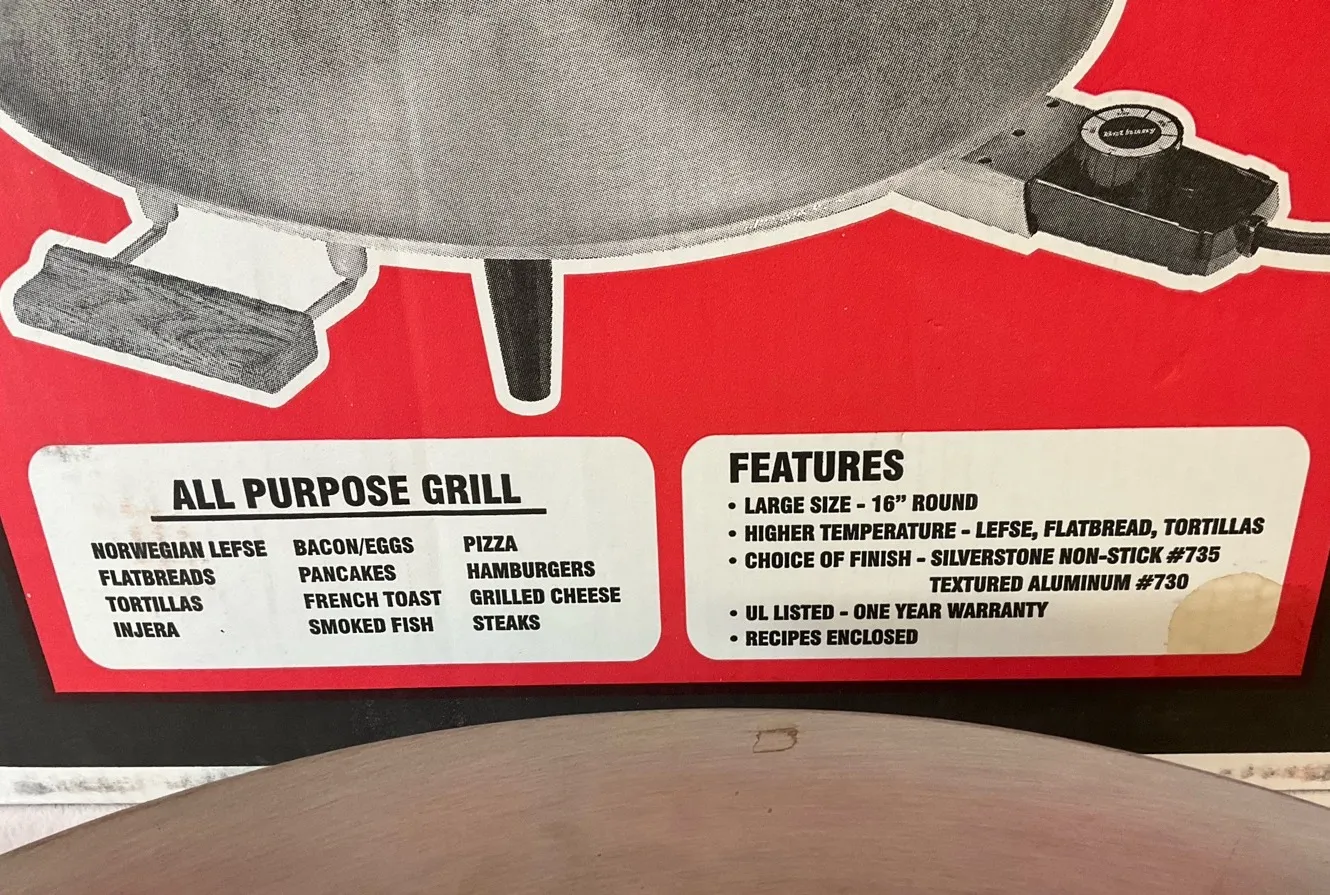 Bethany
ALL PURPOSE GRILL
NORWEGIAN LEFSE
FLATBREADS
TORTILLAS
INJERA
BACON/EGGS
PANCAKES
FRENCH TOAST
SMOKED FISH
PIZZA
HAMBURGERS
GRILLED CHEESE
STEAKS
FEATURES
• LARGE SIZE - 16” ROUND
• HIGHER TEMPERATURE - LEFSE, FLATBREAD, TORTILLAS
• CHOICE OF FINISH - SILVERSTONE NON-STICK #735
TEXTURED ALUMINUM #730
• UL LISTED - ONE YEAR WARRANTY
• RECIPES ENCLOSED